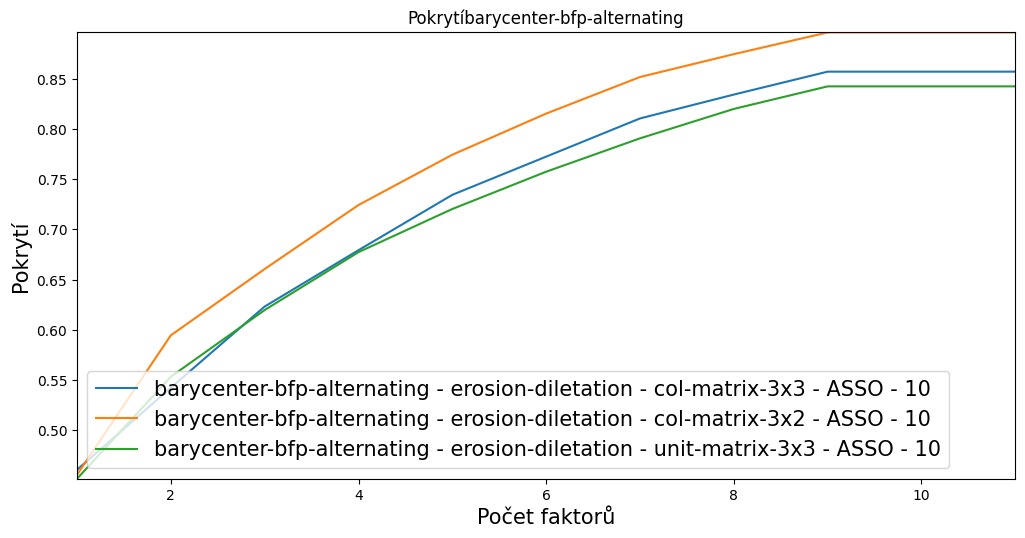 Pokrytíbarycenter-bfp-alternating
0.85
0.80
0.75
0.70
0.65
0.60
0.55
0.50
Pokrytí
barycenter-bfp-alternating - erosion-diletation - col-matrix-3x3 - ASSO - 10
barycenter-bfp-alternating - erosion-diletation - col-matrix-3x2 - ASSO - 10
barycenter-bfp-alternating - erosion-diletation - unit-matrix-3x3 - ASSO - 10
2 4 6 8 10
Počet faktorů